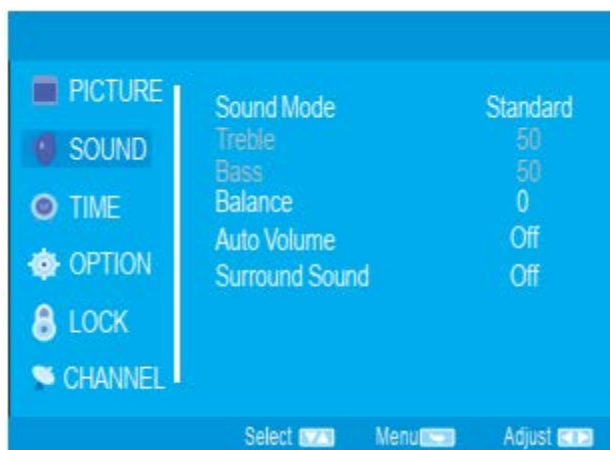 PICTURE
SOUND
TIME
OPTION
LOCK
CHANNEL
Sound Mode Standard
Treble 50
Bass 50
Balance 0
Auto Volume Off
Surround Sound Off
Select Menu Adjust